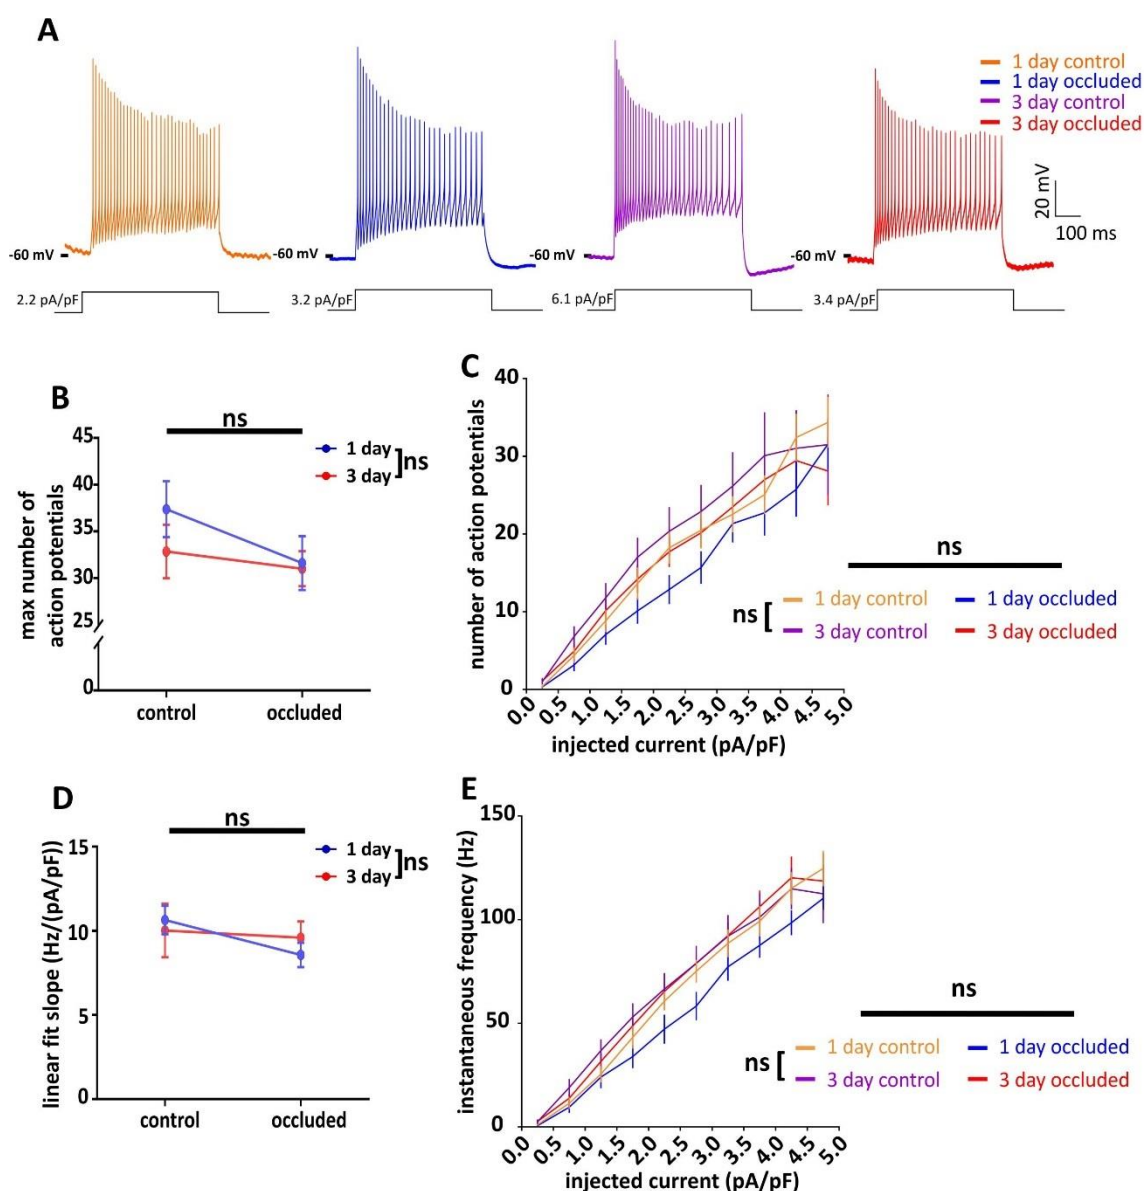 A
1 day control
1 day occluded
3 day control
3 day occluded
20 mV
100 ms
-60 mV
-60 mV
-60 mV
-60 mV
2.2 pA/pF
3.2 pA/pF
6.1 pA/pF
3.4 pA/pF
B
ns
1 day
3 day
ns
max number of
action potentials
45
40
35
30
25
0
control
occluded
C
number of action potentials
40
30
20
10
0
0.0
0.5
1.0
1.5
2.0
2.5
3.0
3.5
4.0
4.5
5.0
injected current (pA/pF)
ns
ns
1 day control
1 day occluded
3 day control
3 day occluded
D
ns
1 day
3 day
ns
linear fit slope (Hz/(pA/pF))
15
10
5
0
control
occluded
E
instantaneous frequency (Hz)
150
100
50
0
0.0
0.5
1.0
1.5
2.0
2.5
3.0
3.5
4.0
4.5
5.0
injected current (pA/pF)
ns
ns
1 day control
1 day occluded
3 day control
3 day occluded